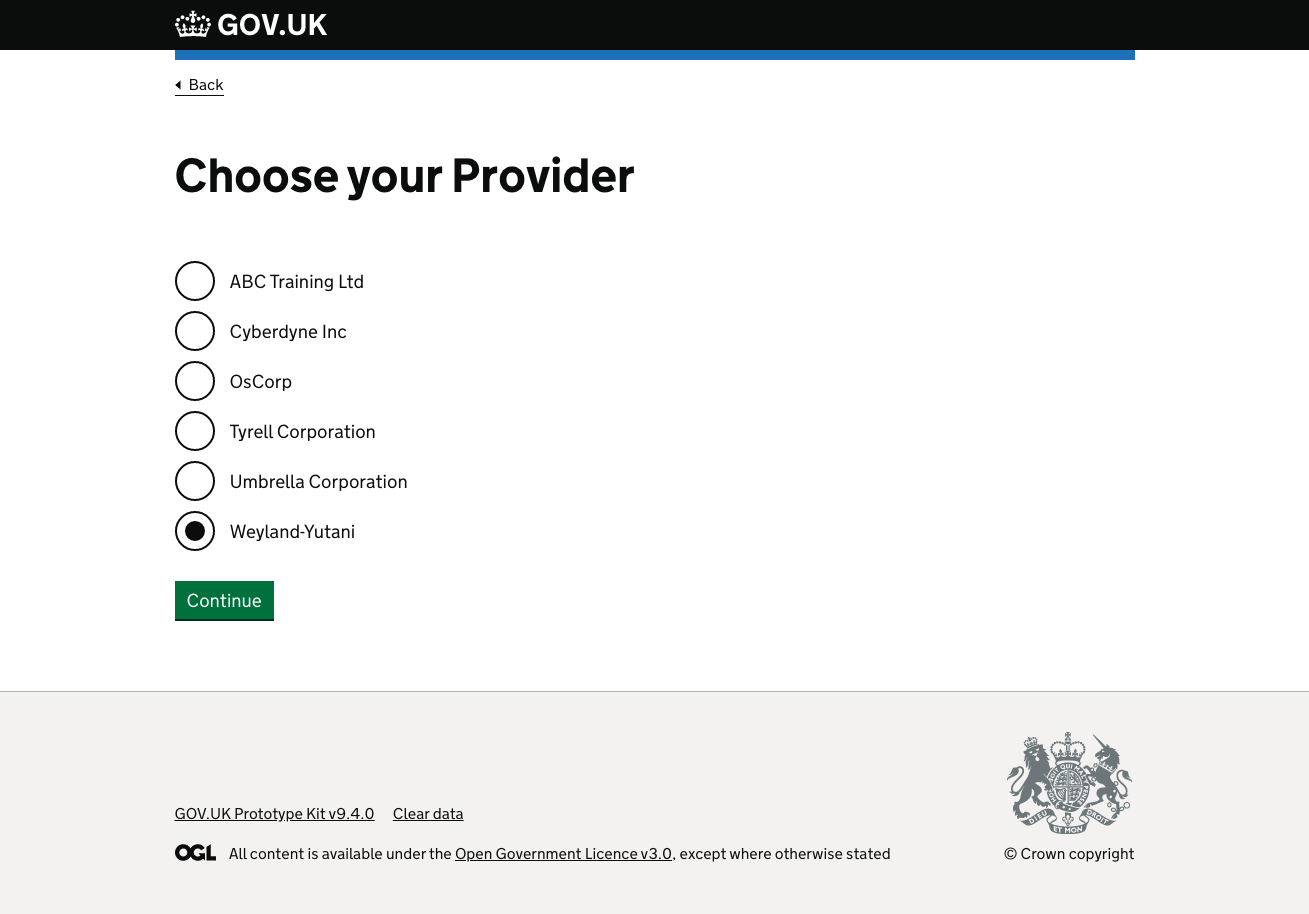 GOV.UK
Back
Choose your Provider
ABC Training Ltd
Cyberdyne Inc
OsCorp
Tyrell Corporation
Umbrella Corporation
Weyland-Yutani
Continue
GOV.UK Prototype Kit v9.4.0 Clear data
OGL All content is available under the Open Government Licence v3.0, except where otherwise stated
DIEU ET MON DROIT
© Crown copyright